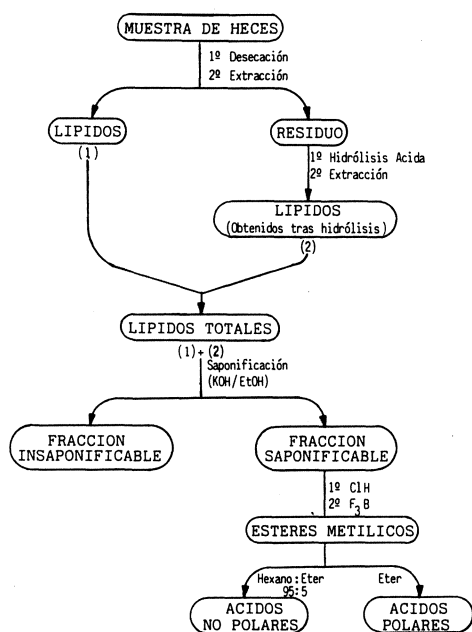 MUESTRA DE HECES
1º Desecación
2º Extracción
LIPIDOS
(1)
RESIDUO
1º Hidrólisis Acida
2º Extracción
LIPIDOS
(Obtenidos tras hidrólisis)
(2)
LIPIDOS TOTALES
(1) + (2)
Saponificación
(KOH/EtOH)
FRACCION
INSAPONIFICABLE
FRACCION
SAPONIFICABLE
1º ClH
2º F3B
ESTERES METILICOS
Hexano:Eter
95:5
Eter
ACIDOS
NO POLARES
ACIDOS
POLARES